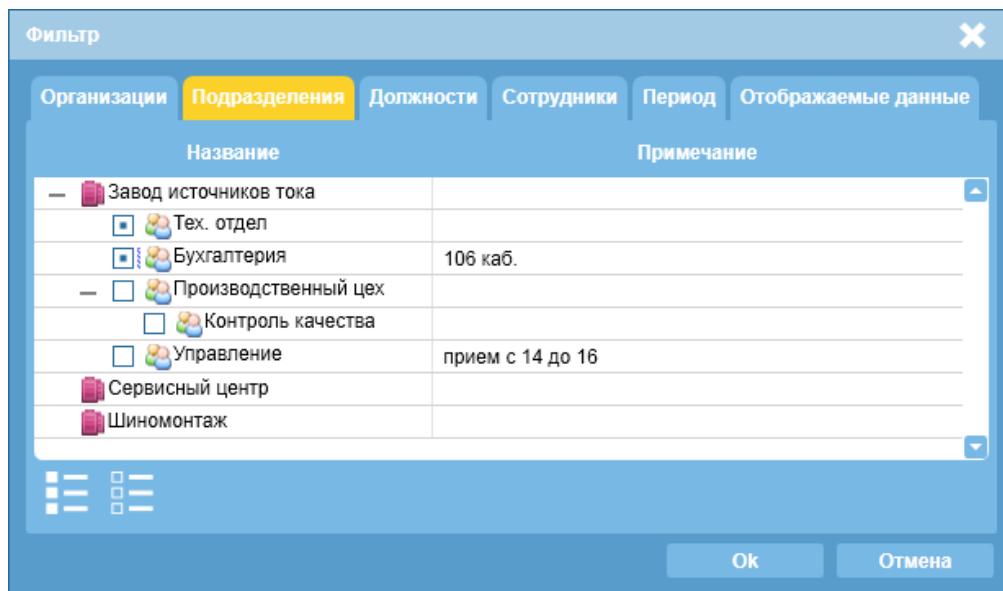 Фильтр
Организации Подразделения Должности Сотрудники Период Отображаемые данные
Название Примечание
Завод источников тока
Тех. отдел
Бухгалтерия 106 каб.
Производственный цех
Контроль качества
Управление прием с 14 до 16
Сервисный центр
Шиномонтаж
Ok Отмена